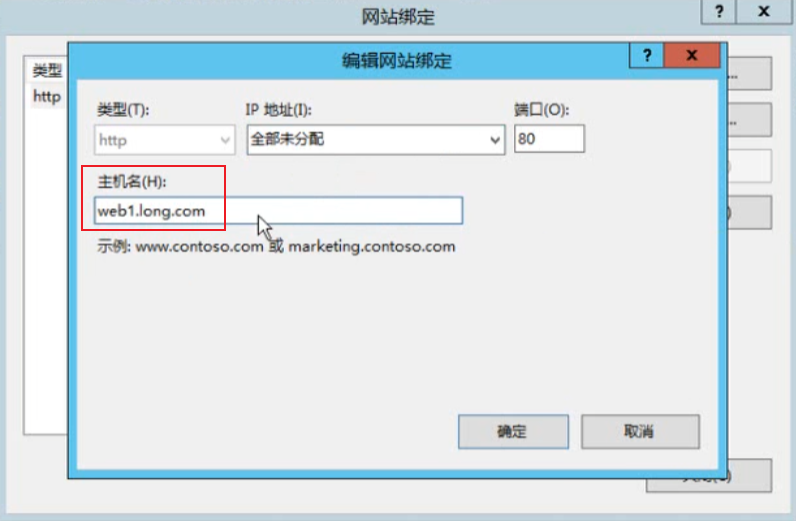 网站绑定
? x
编辑网站绑定
? x
类型
http
类型(T):
IP 地址(I):
端口(O):
http
全部未分配
80
主机名(H):
web1.long.com
示例: www.contoso.com 或 marketing.contoso.com
确定
取消